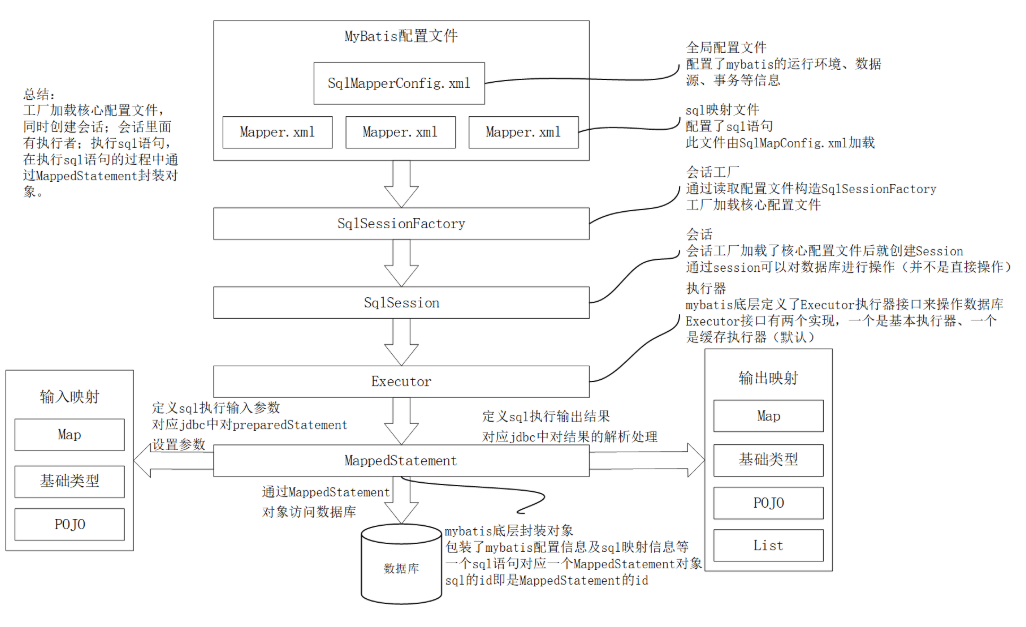 MyBatis配置文件
SqlMapperConfig.xml
Mapper.xml
Mapper.xml
Mapper.xml
全局配置文件
配置了mybatis的运行环境、数据
源、事务等信息
sql映射文件
配置了sql语句
此文件由SqlMapConfig.xml加载
总结:
工厂加载核心配置文件,
同时创建会话; 会话里面
有执行者; 执行sql语句,
在执行sql语句的过程中通
过MappedStatement封装对
象。
会话工厂
通过读取配置文件构造SqlSessionFactory
工厂加载核心配置文件
SqlSessionFactory
会话
会话工厂加载了核心配置文件后就创建Session
通过session可以对数据库进行操作（并不是直接操作）
SqlSession
执行器
mybatis底层定义了Executor执行器接口来操作数据库
Executor接口有两个实现，一个是基本执行器、一个
是缓存执行器（默认）
Executor
输入映射
Map
基础类型
POJO
定义sql执行输入参数
对应jdbc中对preparedStatement
设置参数
定义sql执行输出结果
对应jdbc中对结果的解析处理
MappedStatement
输出映射
Map
基础类型
POJO
List
通过MappedStatement
对象访问数据库
数据库
mybatis底层封装对象
包装了mybatis配置信息及sql映射信息等
一个sql语句对应一个MappedStatement对象
sql的id即是MappedStatement的id